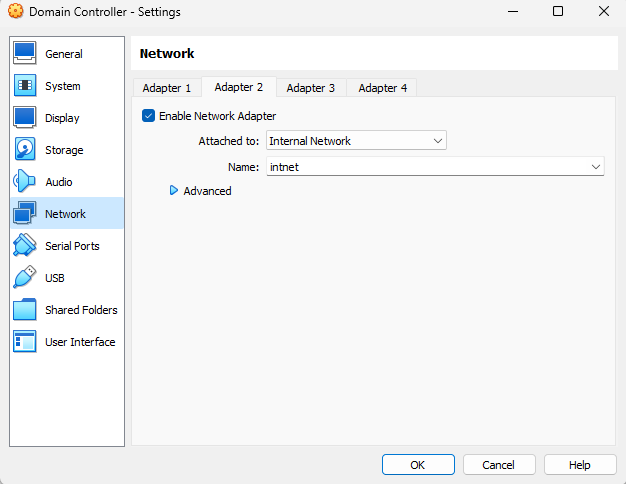 Domain Controller - Settings
General
System
Display
Storage
Audio
Network
Serial Ports
USB
Shared Folders
User Interface
Network
Adapter 1 Adapter 2 Adapter 3 Adapter 4
Enable Network Adapter
Attached to: Internal Network
Name: intnet
Advanced
OK Cancel Help